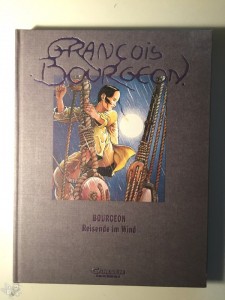 FRANÇOIS
BOURGEON.
BOURGEON
Reisende im Wind